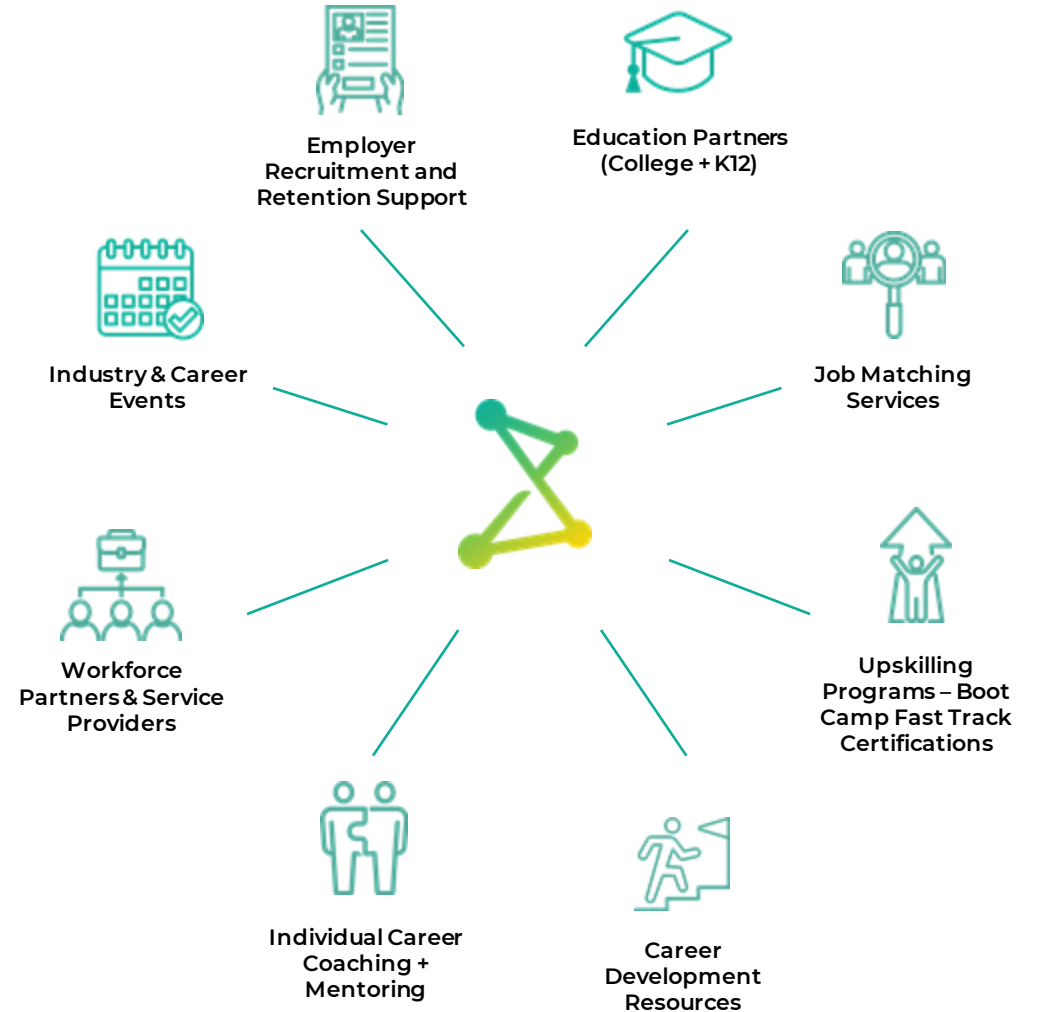 Employer
Recruitment and
Retention Support
Education Partners
(College + K12)
Industry & Career
Events
Job Matching
Services
Workforce
Partners & Service
Providers
Upskilling
Programs – Boot
Camp Fast Track
Certifications
Individual Career
Coaching +
Mentoring
Career
Development
Resources